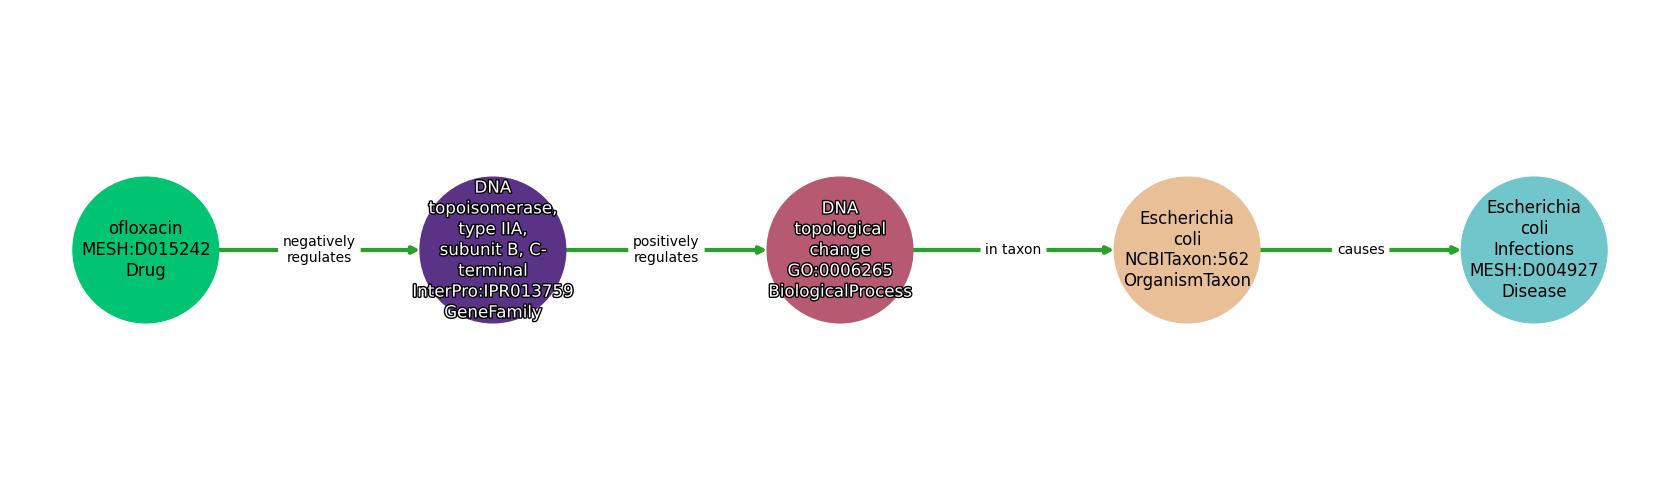 ofloxacin
MESH:D015242
Drug
negatively
regulates
DNA
topoisomerase,
type IIA,
subunit B, C-
terminal
InterPro:IPR013759
GeneFamily
positively
regulates
DNA
topological
change
GO:0006265
BiologicalProcess
in taxon
Escherichia
coli
NCBITaxon:562
OrganismTaxon
causes
Escherichia
coli
Infections
MESH:D004927
Disease